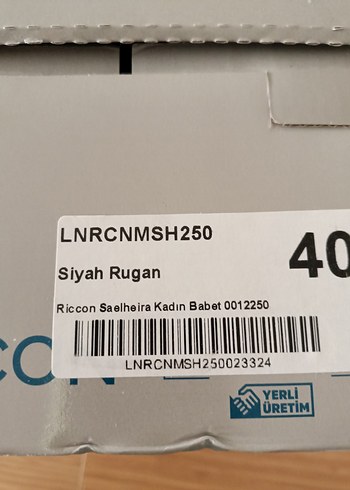 LNRCNMSH250
40
Siyah Rugan
Riccon Saelheira Kadın Babet 0012250
LNRCNMSH250023324
YERLİ
ÜRETİM